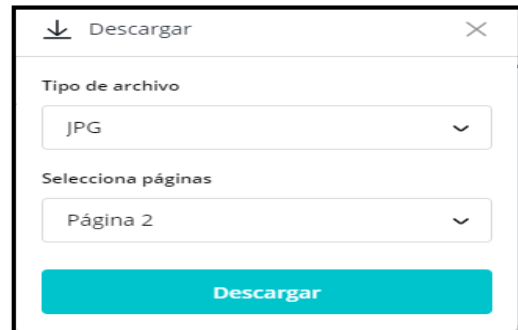 Descargar
Tipo de archivo
JPG
Selecciona páginas
Página 2
Descargar